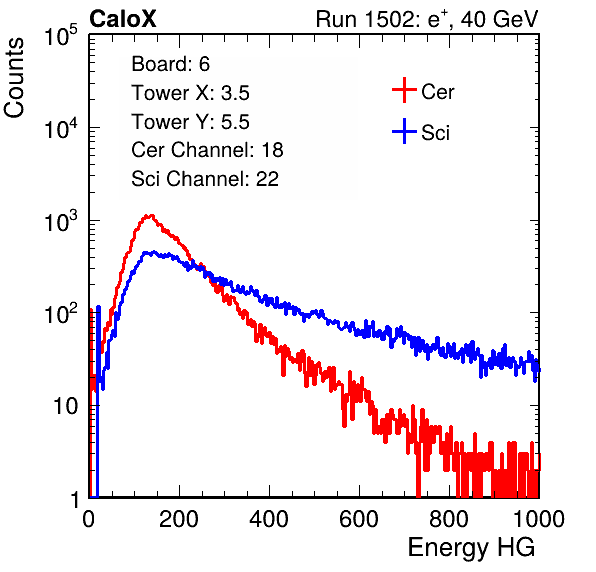 CaloX Run 1502: e⁺, 40 GeV
Counts
Board: 6
Tower X: 3.5
Tower Y: 5.5
Cer Channel: 18
Sci Channel: 22
Cer
Sci
10⁵
10⁴
10³
10²
10
1
0 200 400 600 800 1000
Energy HG